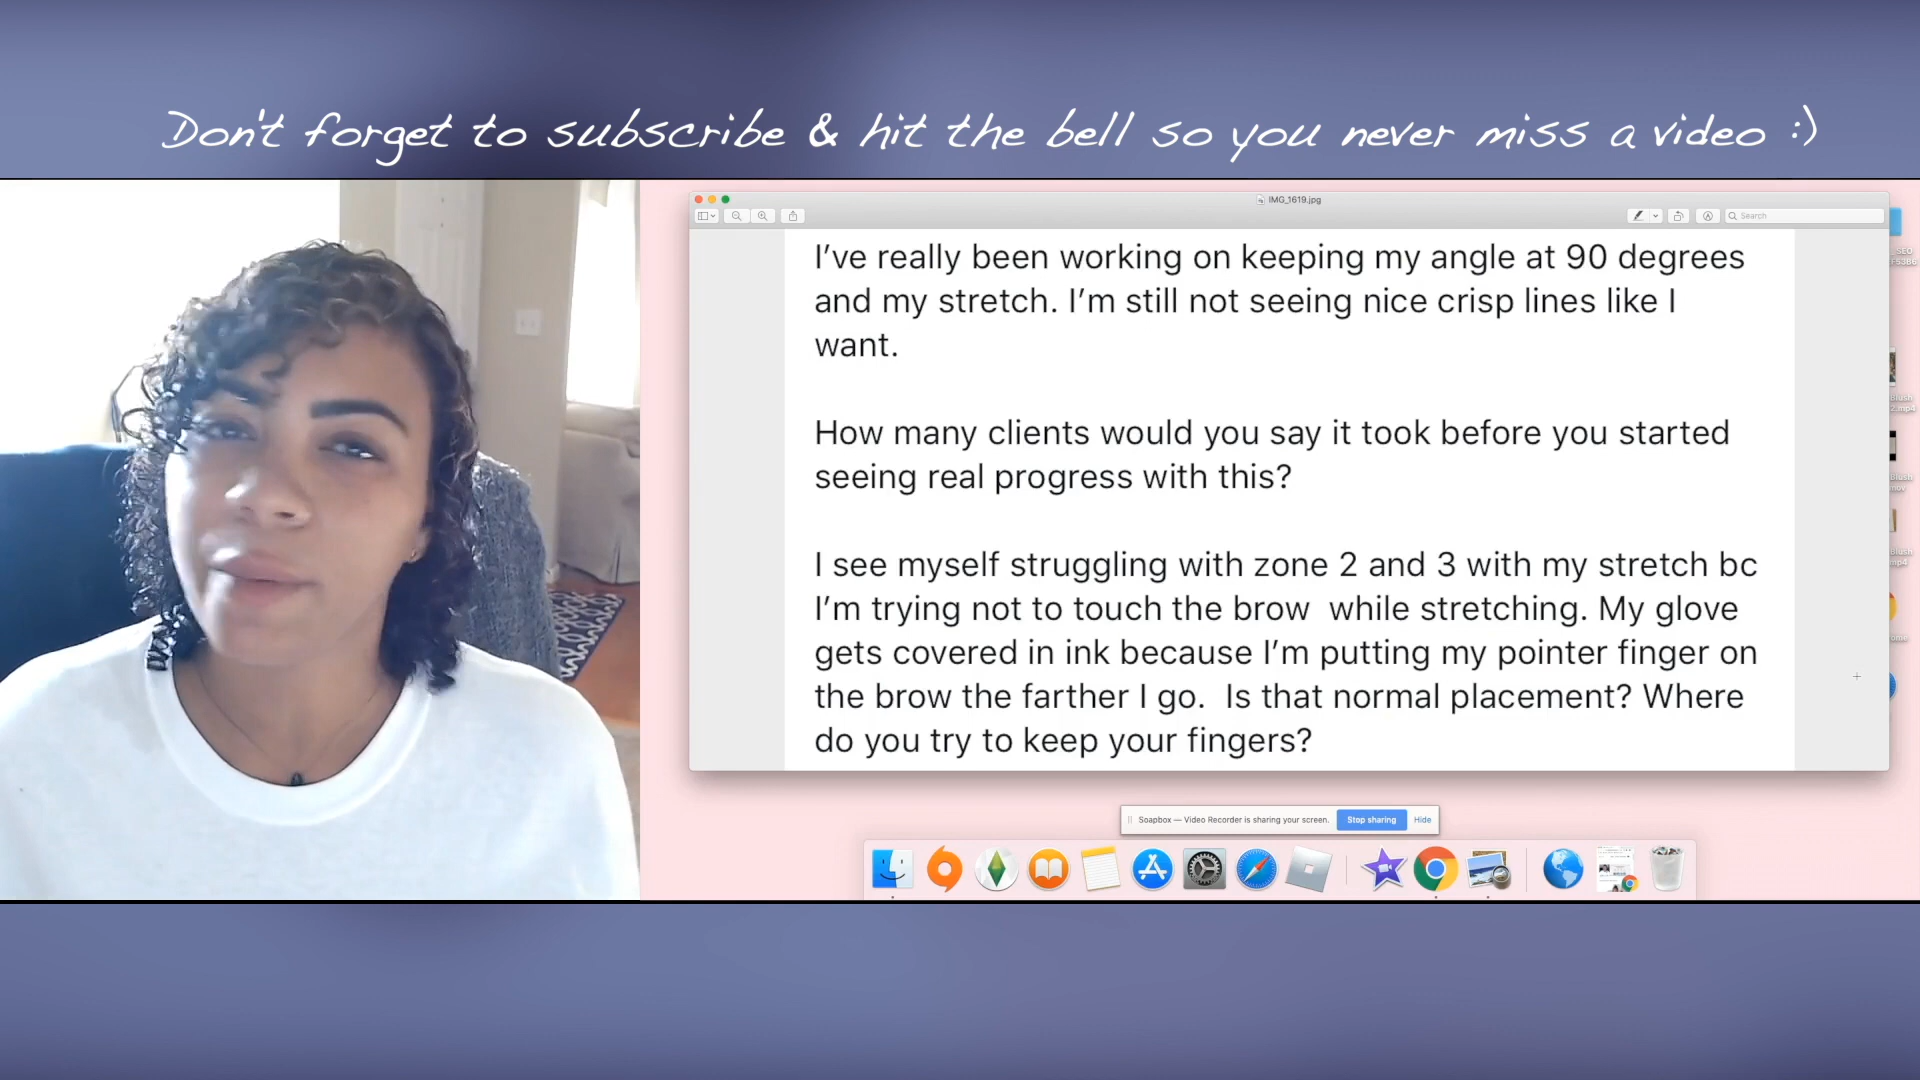 Don't forget to subscribe & hit the bell so you never miss a video :)
IMG_1619.jpg
Search
I've really been working on keeping my angle at 90 degrees
and my stretch. I'm still not seeing nice crisp lines like I
want.
How many clients would you say it took before you started
seeing real progress with this?
I see myself struggling with zone 2 and 3 with my stretch bc
I'm trying not to touch the brow  while stretching. My glove
gets covered in ink because I'm putting my pointer finger on
the brow the farther I go.  Is that normal placement? Where
do you try to keep your fingers?
Soapbox — Video Recorder is sharing your screen. Stop sharing Hide